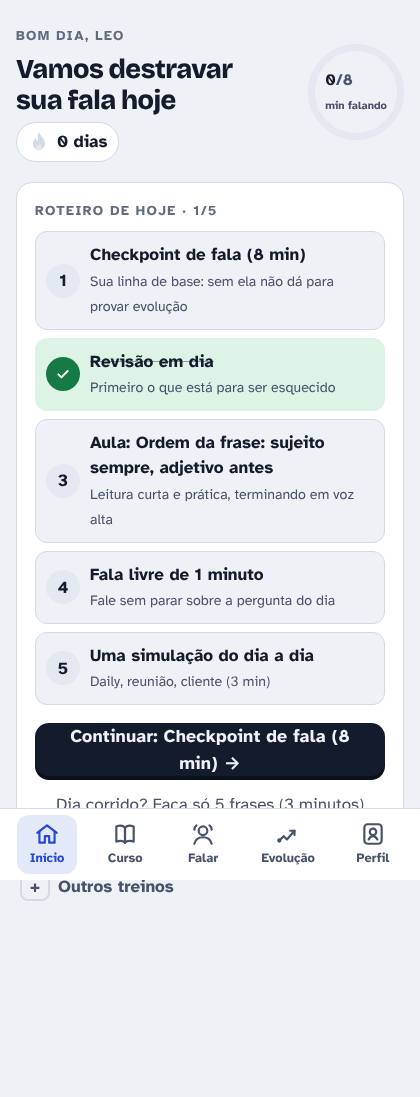 BOM DIA, LEO
Vamos destravar
sua fala hoje
0 dias
0/8
min falando
ROTEIRO DE HOJE · 1/5
1
Checkpoint de fala (8 min)
Sua linha de base: sem ela não dá para
provar evolução
Revisão em dia
Primeiro o que está para ser esquecido
3
Aula: Ordem da frase: sujeito
sempre, adjetivo antes
Leitura curta e prática, terminando em voz
alta
4
Fala livre de 1 minuto
Fale sem parar sobre a pergunta do dia
5
Uma simulação do dia a dia
Daily, reunião, cliente (3 min)
Continuar: Checkpoint de fala (8
min) →
Dia corrido? Faça só 5 frases (3 minutos)
Início
Curso
Falar
Evolução
Perfil
+ Outros treinos